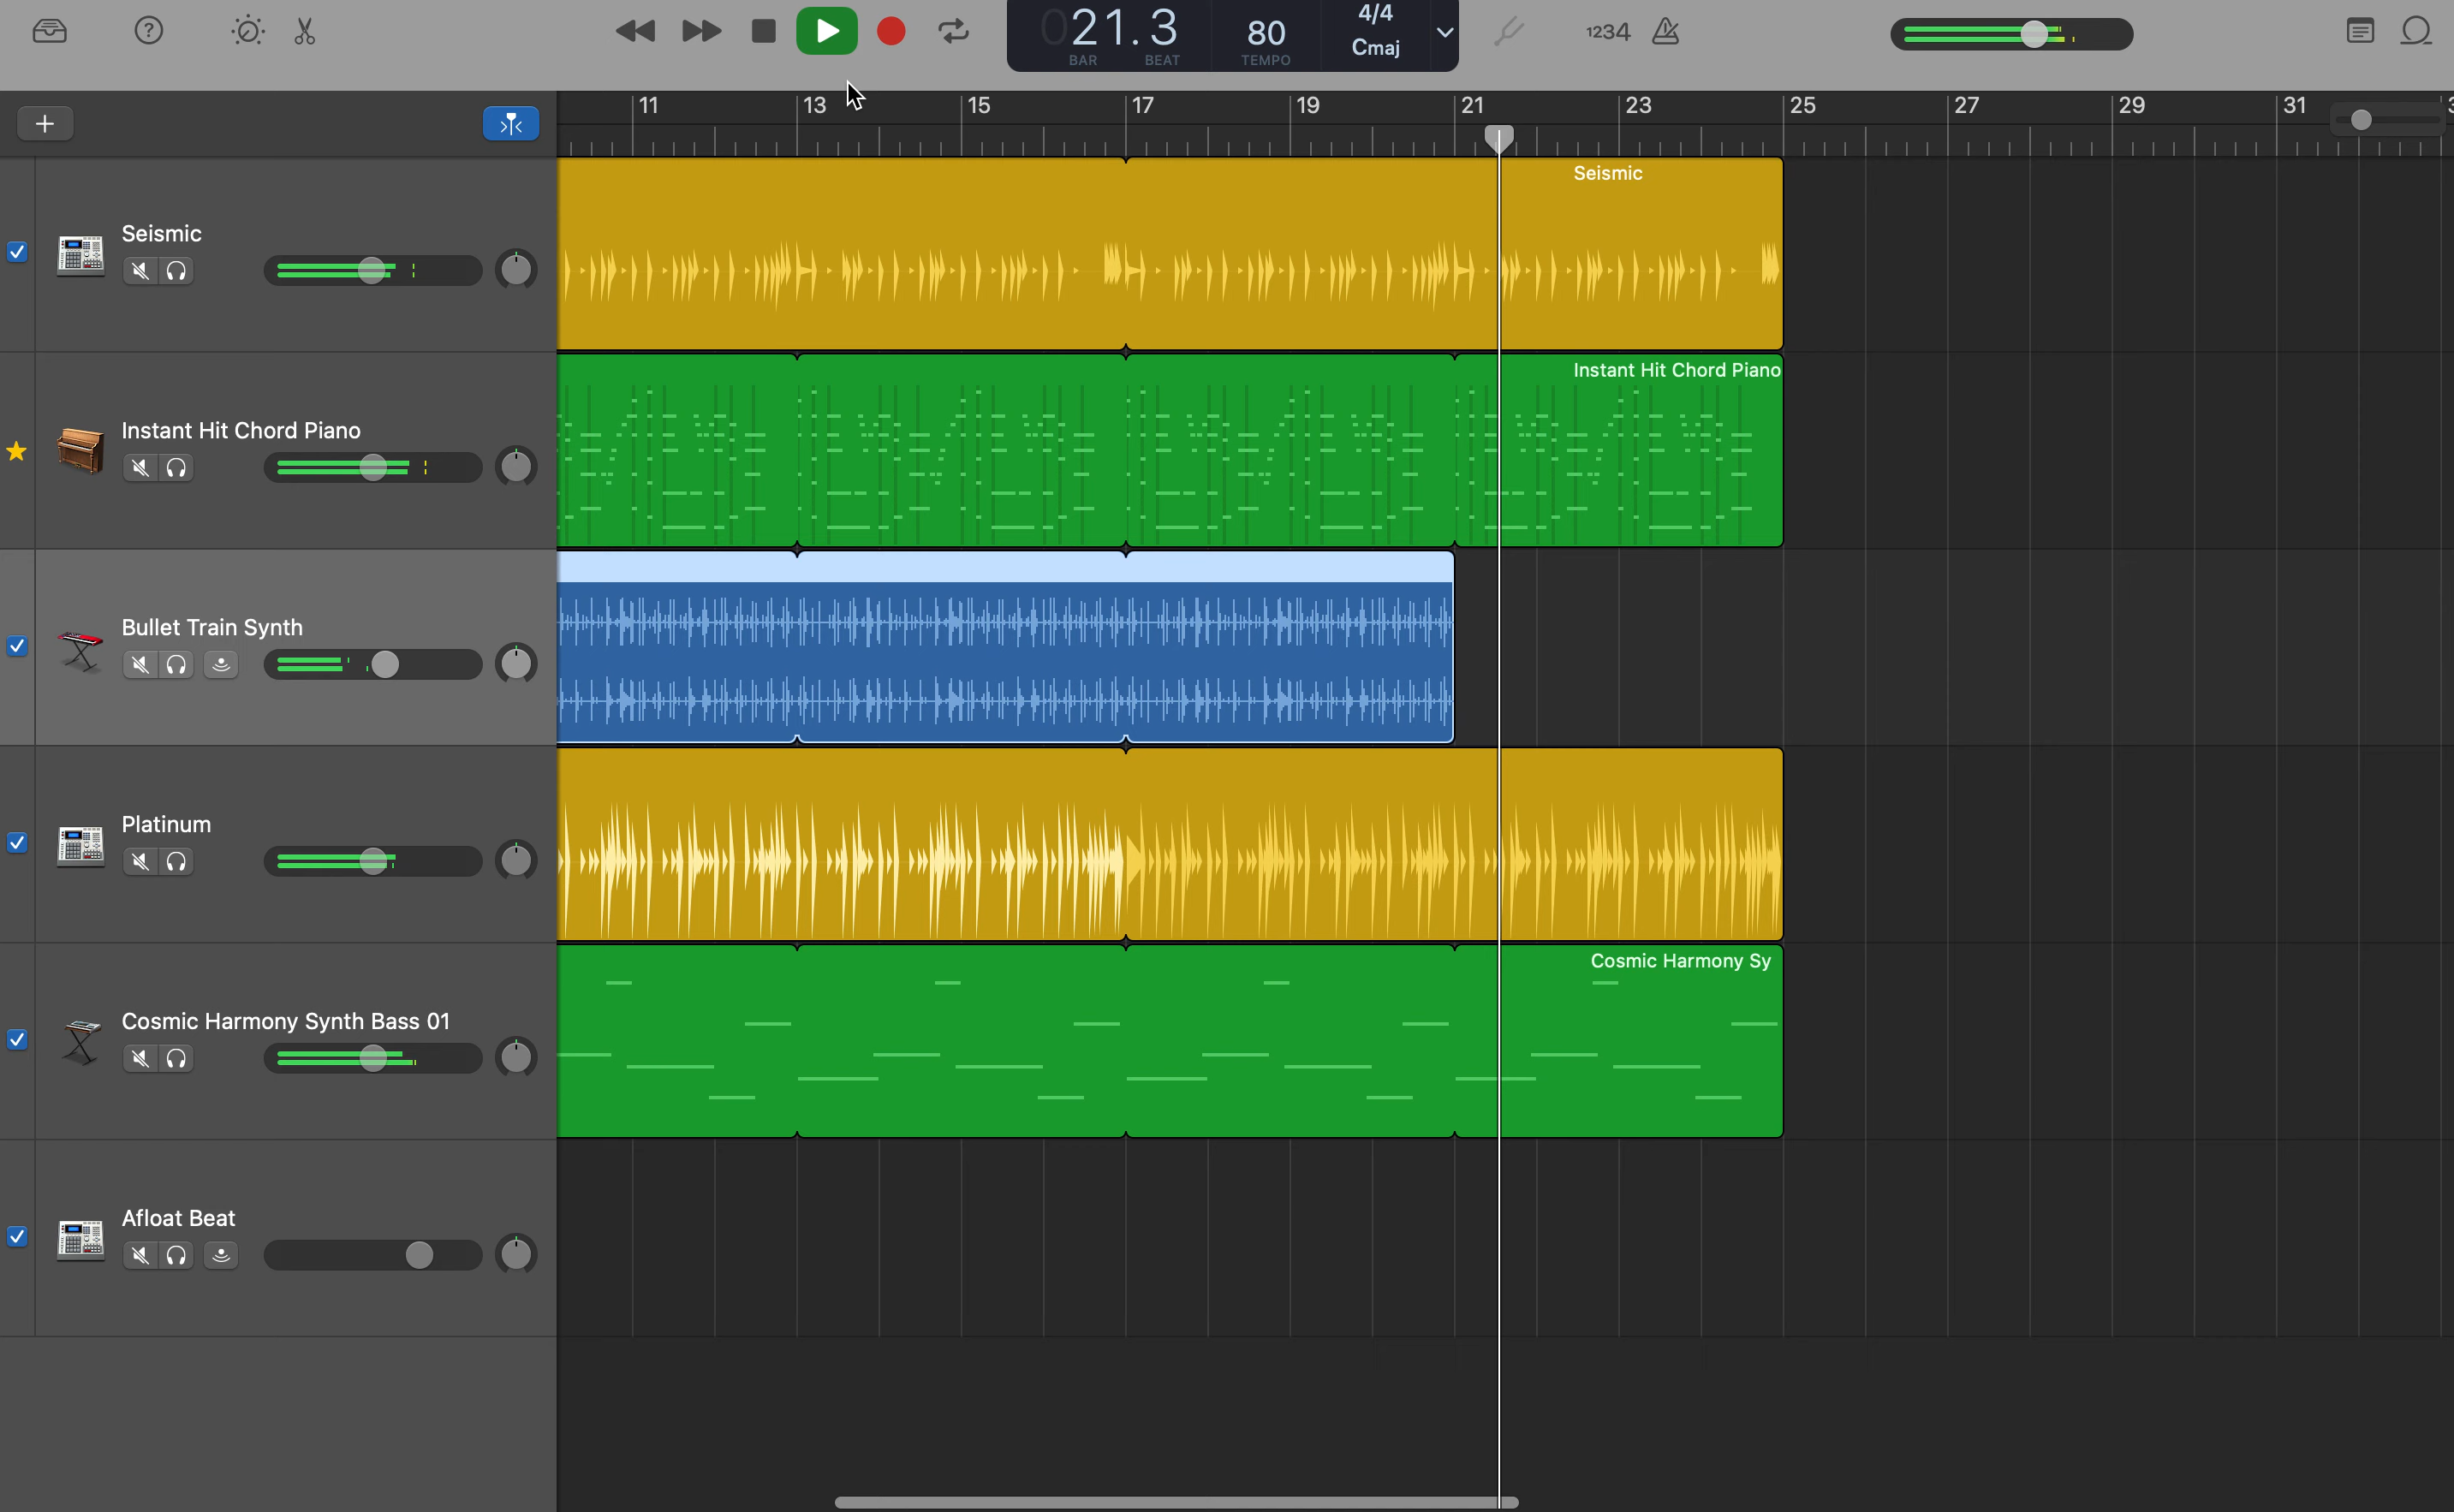 021.3
BAR BEAT
80
TEMPO
4/4
Cmaj
1234
11 13 15 17 19 21 23 25 27 29 31
Seismic
Seismic
Instant Hit Chord Piano
Instant Hit Chord Piano
Bullet Train Synth
Platinum
Cosmic Harmony Sy
Cosmic Harmony Synth Bass 01
Afloat Beat